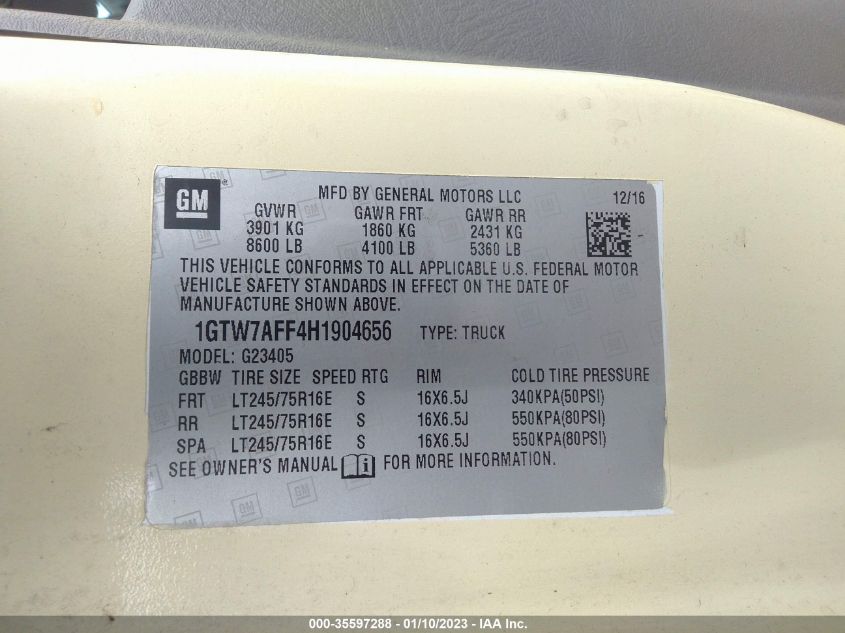 GM
MFD BY GENERAL MOTORS LLC 12/16
GVWR GAWR FRT GAWR RR
3901 KG 1860 KG 2431 KG
8600 LB 4100 LB 5360 LB
THIS VEHICLE CONFORMS TO ALL APPLICABLE U.S. FEDERAL MOTOR
VEHICLE SAFETY STANDARDS IN EFFECT ON THE DATE OF
MANUFACTURE SHOWN ABOVE.
1GTW7AFF4H1904656 TYPE: TRUCK
MODEL: G23405
GBBW TIRE SIZE SPEED RTG RIM COLD TIRE PRESSURE
FRT LT245/75R16E S 16X6.5J 340KPA(50PSI)
RR LT245/75R16E S 16X6.5J 550KPA(80PSI)
SPA LT245/75R16E S 16X6.5J 550KPA(80PSI)
SEE OWNER'S MANUAL FOR MORE INFORMATION.
000-35597288 - 01/10/2023 - IAA Inc.